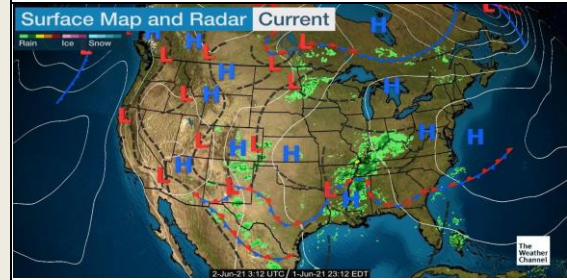 Surface Map and Radar Current
Rain Ice Snow
H
L
H
L
L
L
L
H
L
L
L
H
H
L
H
L
L
H
H
H
H
L
L
L
H
2-Jun-21 3:12 UTC / 1-Jun-21 23:12 EDT
The
Weather
Channel